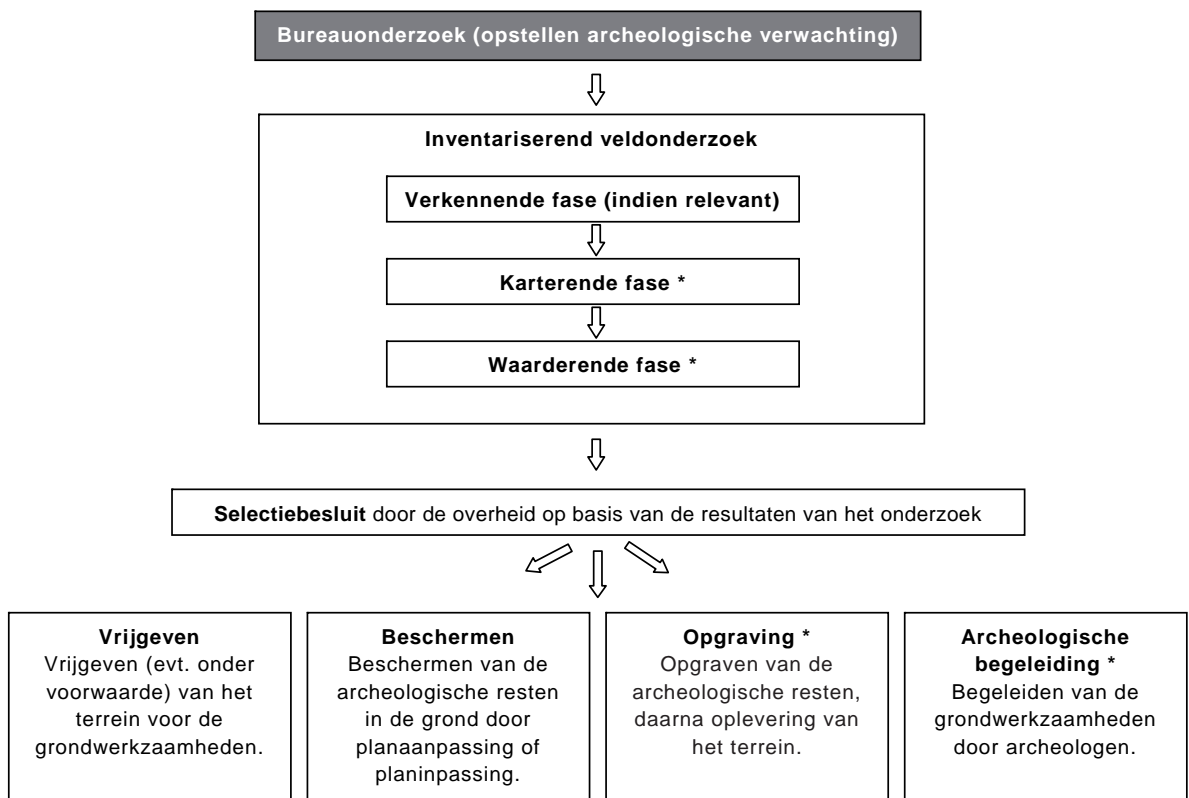 Bureauonderzoek (opstellen archeologische verwachting)
Inventariserend veldonderzoek
Verkennende fase (indien relevant)
Karterende fase *
Waarderende fase *
Selectiebesluit door de overheid op basis van de resultaten van het onderzoek
Vrijgeven
Vrijgeven (evt. onder
voorwaarde) van het
terrein voor de
grondwerkzaamheden.
Beschermen
Beschermen van de
archeologische resten
in de grond door
planaanpassing of
planinpassing.
Opgraving *
Opgraven van de
archeologische resten,
daarna oplevering van
het terrein.
Archeologische
begeleiding *
Begeleiden van de
grondwerkzaamheden
door archeologen.